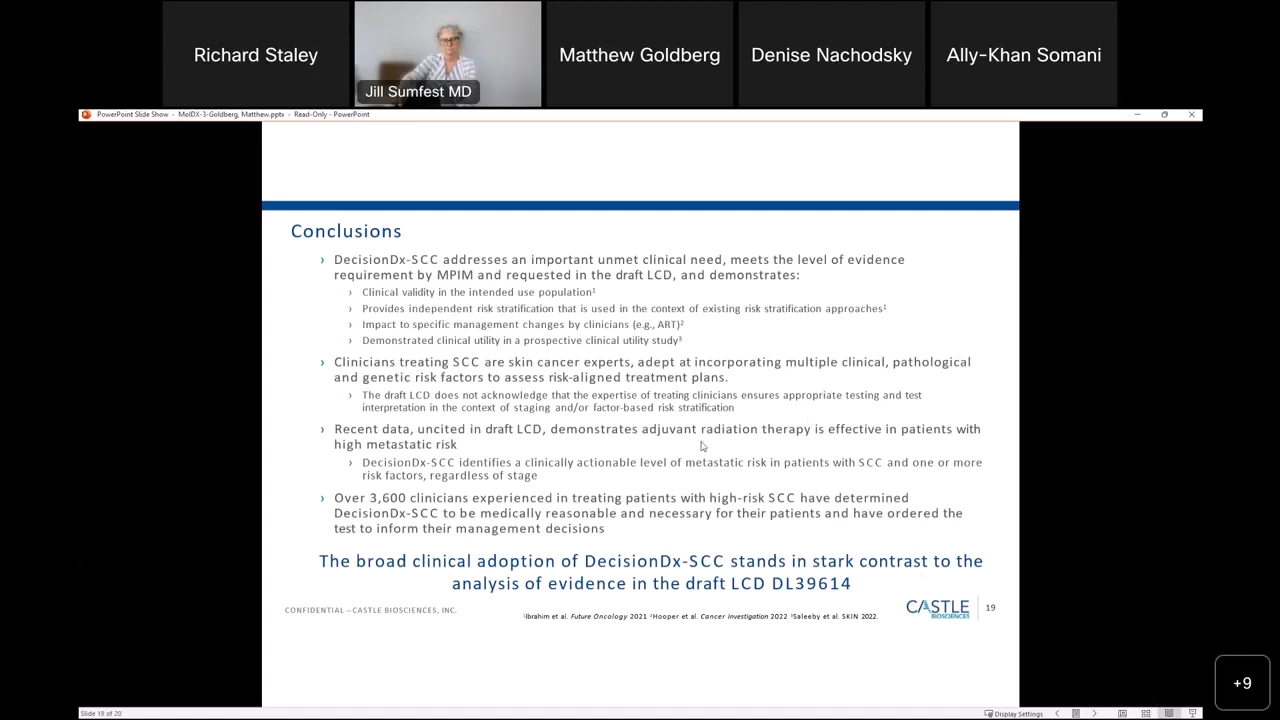 Richard Staley
Jill Sumfest MD
Matthew Goldberg
Denise Nachodsky
Ally-Khan Somani
PowerPoint Slide Show - MolDX-3-Goldberg, Matthew.pptx - Read-Only - PowerPoint
Conclusions
› DecisionDx-SCC addresses an important unmet clinical need, meets the level of evidence
requirement by MPIM and requested in the draft LCD, and demonstrates:
› Clinical validity in the intended use population¹
› Provides independent risk stratification that is used in the context of existing risk stratification approaches¹
› Impact to specific management changes by clinicians (e.g., ART)²
› Demonstrated clinical utility in a prospective clinical utility study³
› Clinicians treating SCC are skin cancer experts, adept at incorporating multiple clinical, pathological
and genetic risk factors to assess risk-aligned treatment plans.
› The draft LCD does not acknowledge that the expertise of treating clinicians ensures appropriate testing and test
interpretation in the context of staging and/or factor-based risk stratification
› Recent data, uncited in draft LCD, demonstrates adjuvant radiation therapy is effective in patients with
high metastatic risk
› DecisionDx-SCC identifies a clinically actionable level of metastatic risk in patients with SCC and one or more
risk factors, regardless of stage
› Over 3,600 clinicians experienced in treating patients with high-risk SCC have determined
DecisionDx-SCC to be medically reasonable and necessary for their patients and have ordered the
test to inform their management decisions
The broad clinical adoption of DecisionDx-SCC stands in stark contrast to the
analysis of evidence in the draft LCD DL39614
CONFIDENTIAL –CASTLE BIOSCIENCES, INC.
¹Ibrahim et al. Future Oncology 2021 ²Hooper et al. Cancer Investigation 2022 ³Saleeby et al. SKIN 2022.
CASTLE
BIOSCIENCES
19
+9
Slide 19 of 20
Display Settings